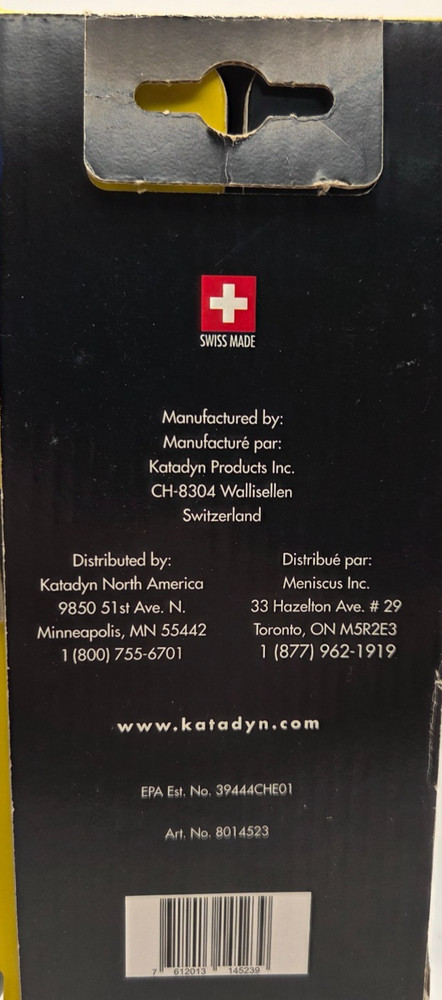 SWISS MADE
Manufactured by:
Manufacturé par:
Katadyn Products Inc.
CH-8304 Wallisellen
Switzerland
Distributed by:
Katadyn North America
9850 51st Ave. N.
Minneapolis, MN 55442
1 (800) 755-6701
Distribué par:
Meniscus Inc.
33 Hazelton Ave. # 29
Toronto, ON M5R2E3
1 (877) 962-1919
www.katadyn.com
EPA Est. No. 39444CHE01
Art. No. 8014523
7 612013 145239